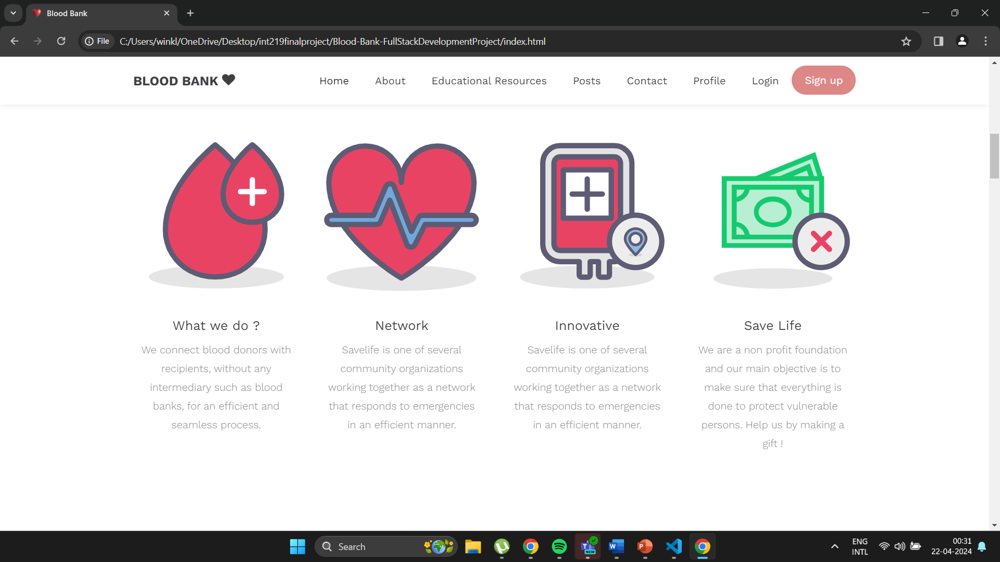 Blood Bank
File C:/Users/winkl/OneDrive/Desktop/int219finalproject/Blood-Bank-FullStackDevelopmentProject/index.html
BLOOD BANK Home About Educational Resources Posts Contact Profile Login Sign up
What we do ?
We connect blood donors with
recipients, without any
intermediary such as blood
banks, for an efficient and
seamless process.
Network
Savelife is one of several
community organizations
working together as a network
that responds to emergencies
in an efficient manner.
Innovative
Savelife is one of several
community organizations
working together as a network
that responds to emergencies
in an efficient manner.
Save Life
We are a non profit foundation
and our main objective is to
make sure that everything is
done to protect vulnerable
persons. Help us by making a
gift !
Search
NEW
ENG
INTL
00:31
22-04-2024